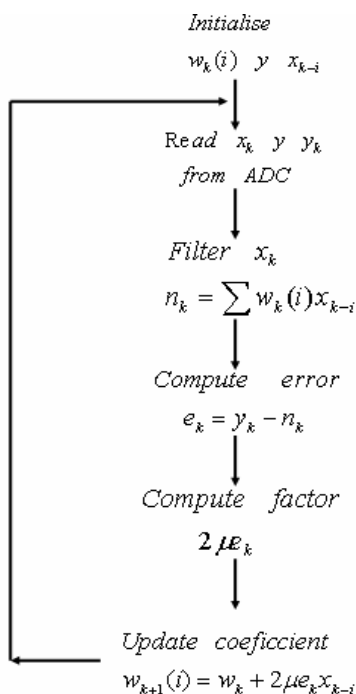 Initialise
w_k(i) y x_{k-i}
Read x_k y y_k
from ADC
Filter x_k
n_k = ∑ w_k(i)x_{k-i}
Compute error
e_k = y_k − n_k
Compute factor
2μe_k
Update coeficcient
w_{k+1}(i) = w_k + 2μe_k x_{k-i}